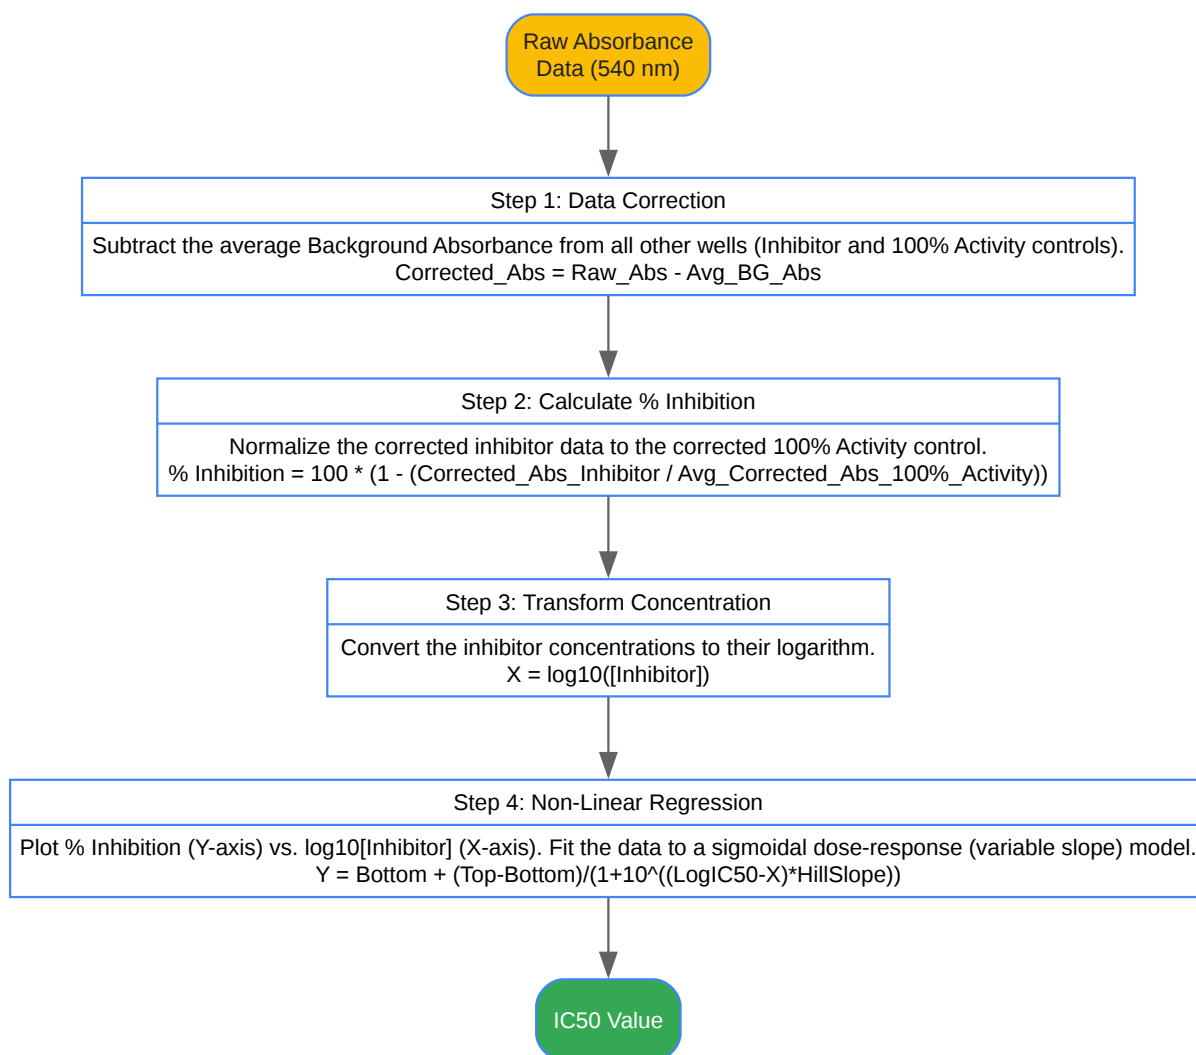 Raw Absorbance
Data (540 nm)
Step 1: Data Correction
Subtract the average Background Absorbance from all other wells (Inhibitor and 100% Activity controls).
Corrected_Abs = Raw_Abs - Avg_BG_Abs
Step 2: Calculate % Inhibition
Normalize the corrected inhibitor data to the corrected 100% Activity control.
% Inhibition = 100 * (1 - (Corrected_Abs_Inhibitor / Avg_Corrected_Abs_100%_Activity))
Step 3: Transform Concentration
Convert the inhibitor concentrations to their logarithm.
X = log10([Inhibitor])
Step 4: Non-Linear Regression
Plot % Inhibition (Y-axis) vs. log10[Inhibitor] (X-axis). Fit the data to a sigmoidal dose-response (variable slope) model.
Y = Bottom + (Top-Bottom)/(1+10^((LogIC50-X)*HillSlope))
IC50 Value